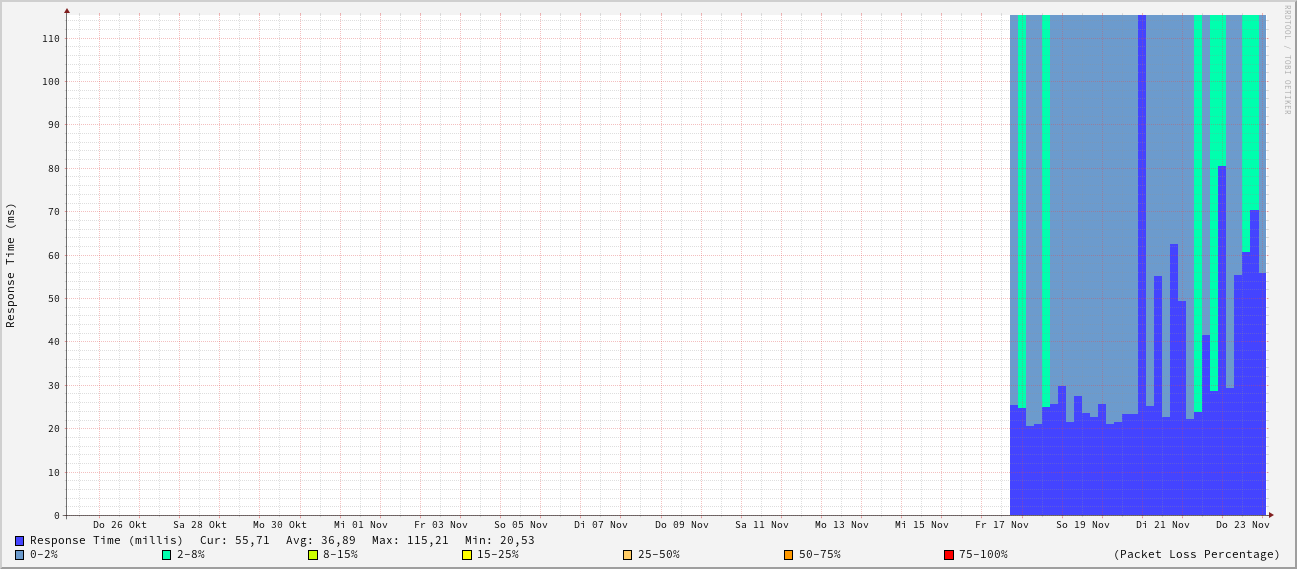 RRDTOOL / TOBI OETIKER
Response Time (ms)
110
100
90
80
70
60
50
40
30
20
10
0
Do 26 Okt Sa 28 Okt Mo 30 Okt Mi 01 Nov Fr 03 Nov So 05 Nov Di 07 Nov Do 09 Nov Sa 11 Nov Mo 13 Nov Mi 15 Nov Fr 17 Nov So 19 Nov Di 21 Nov Do 23 Nov
Response Time (millis) Cur: 55,71 Avg: 36,89 Max: 115,21 Min: 20,53
0-2% 2-8% 8-15% 15-25% 25-50% 50-75% 75-100% (Packet Loss Percentage)